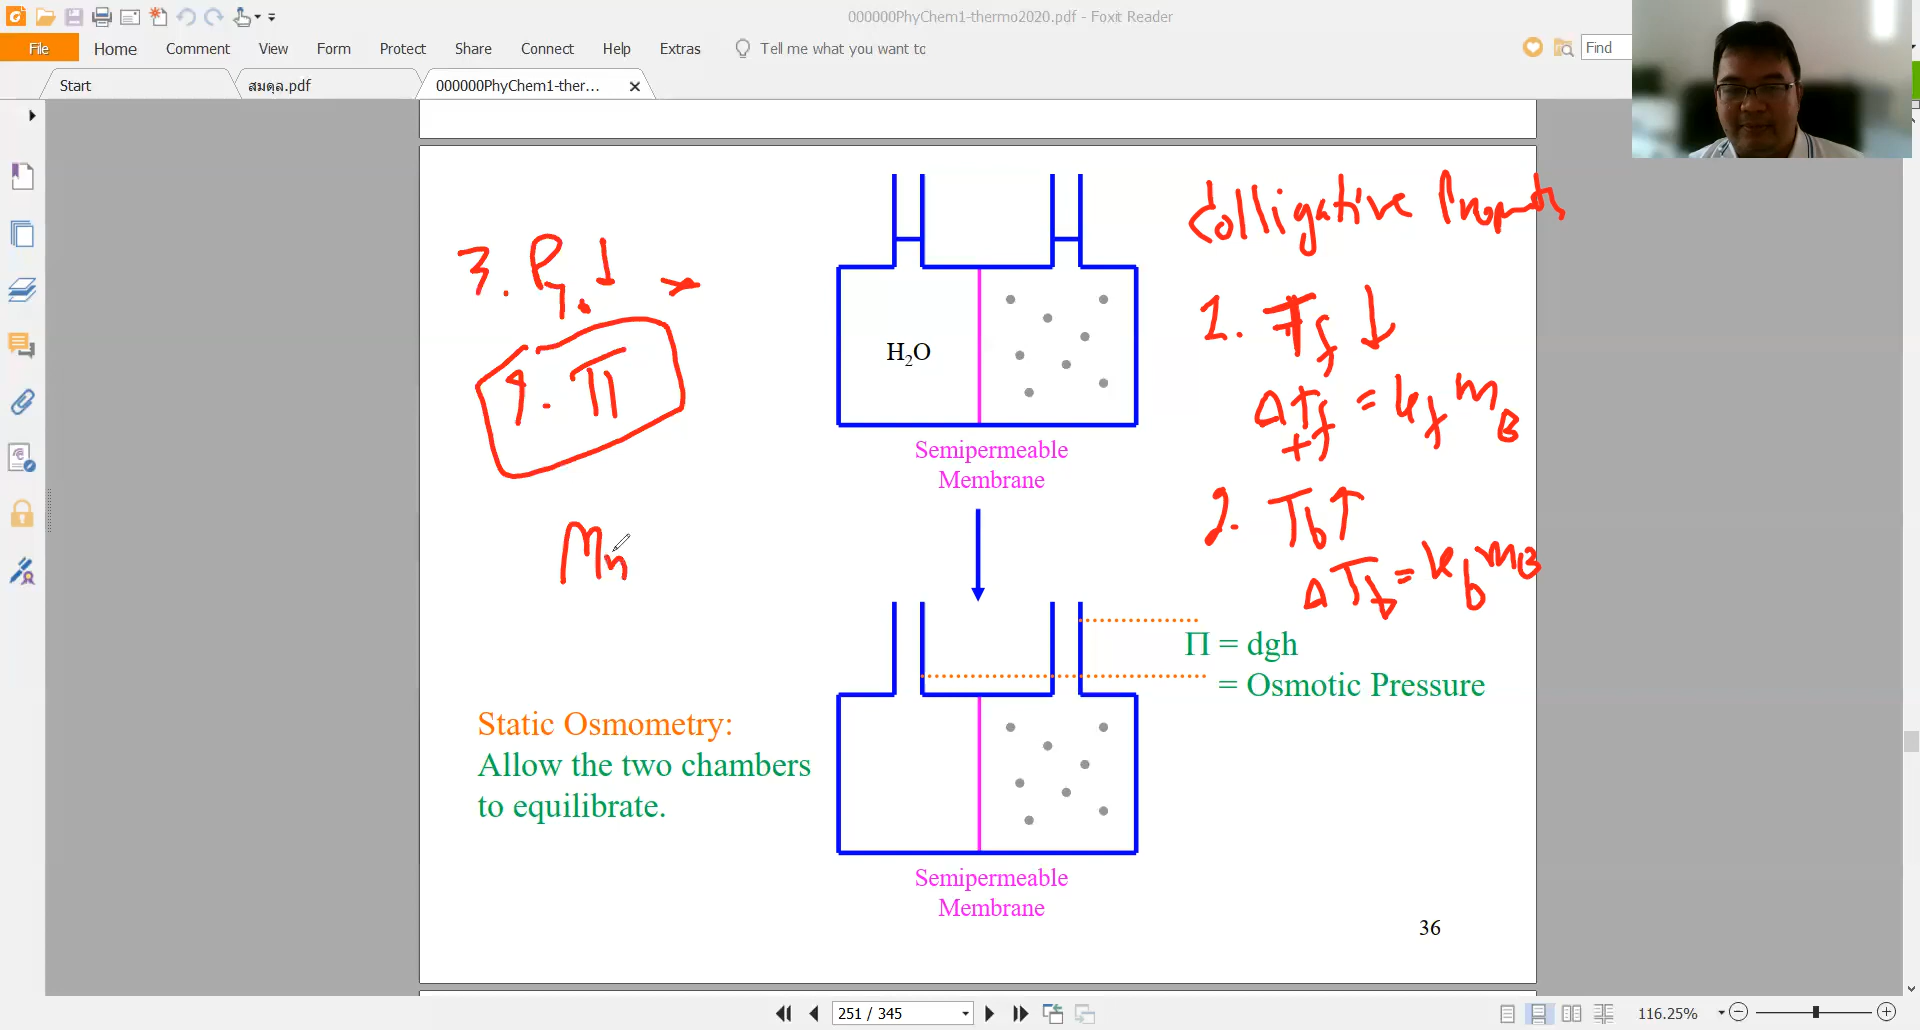 000000PhyChem1-thermo2020.pdf - Foxit Reader
File Home Comment View Form Protect Share Connect Help Extras Tell me what you want to Find
Start สมดุล.pdf 000000PhyChem1-ther...
Colligative
3. ↓
π
1. Tf ↓
ΔTf = kf mB
2. Tb ↑
ΔTb = kb mB
Mn
H₂O
Semipermeable
Membrane
Π = dgh
= Osmotic Pressure
Static Osmometry:
Allow the two chambers
to equilibrate.
Semipermeable
Membrane
36
251 / 345
116.25%